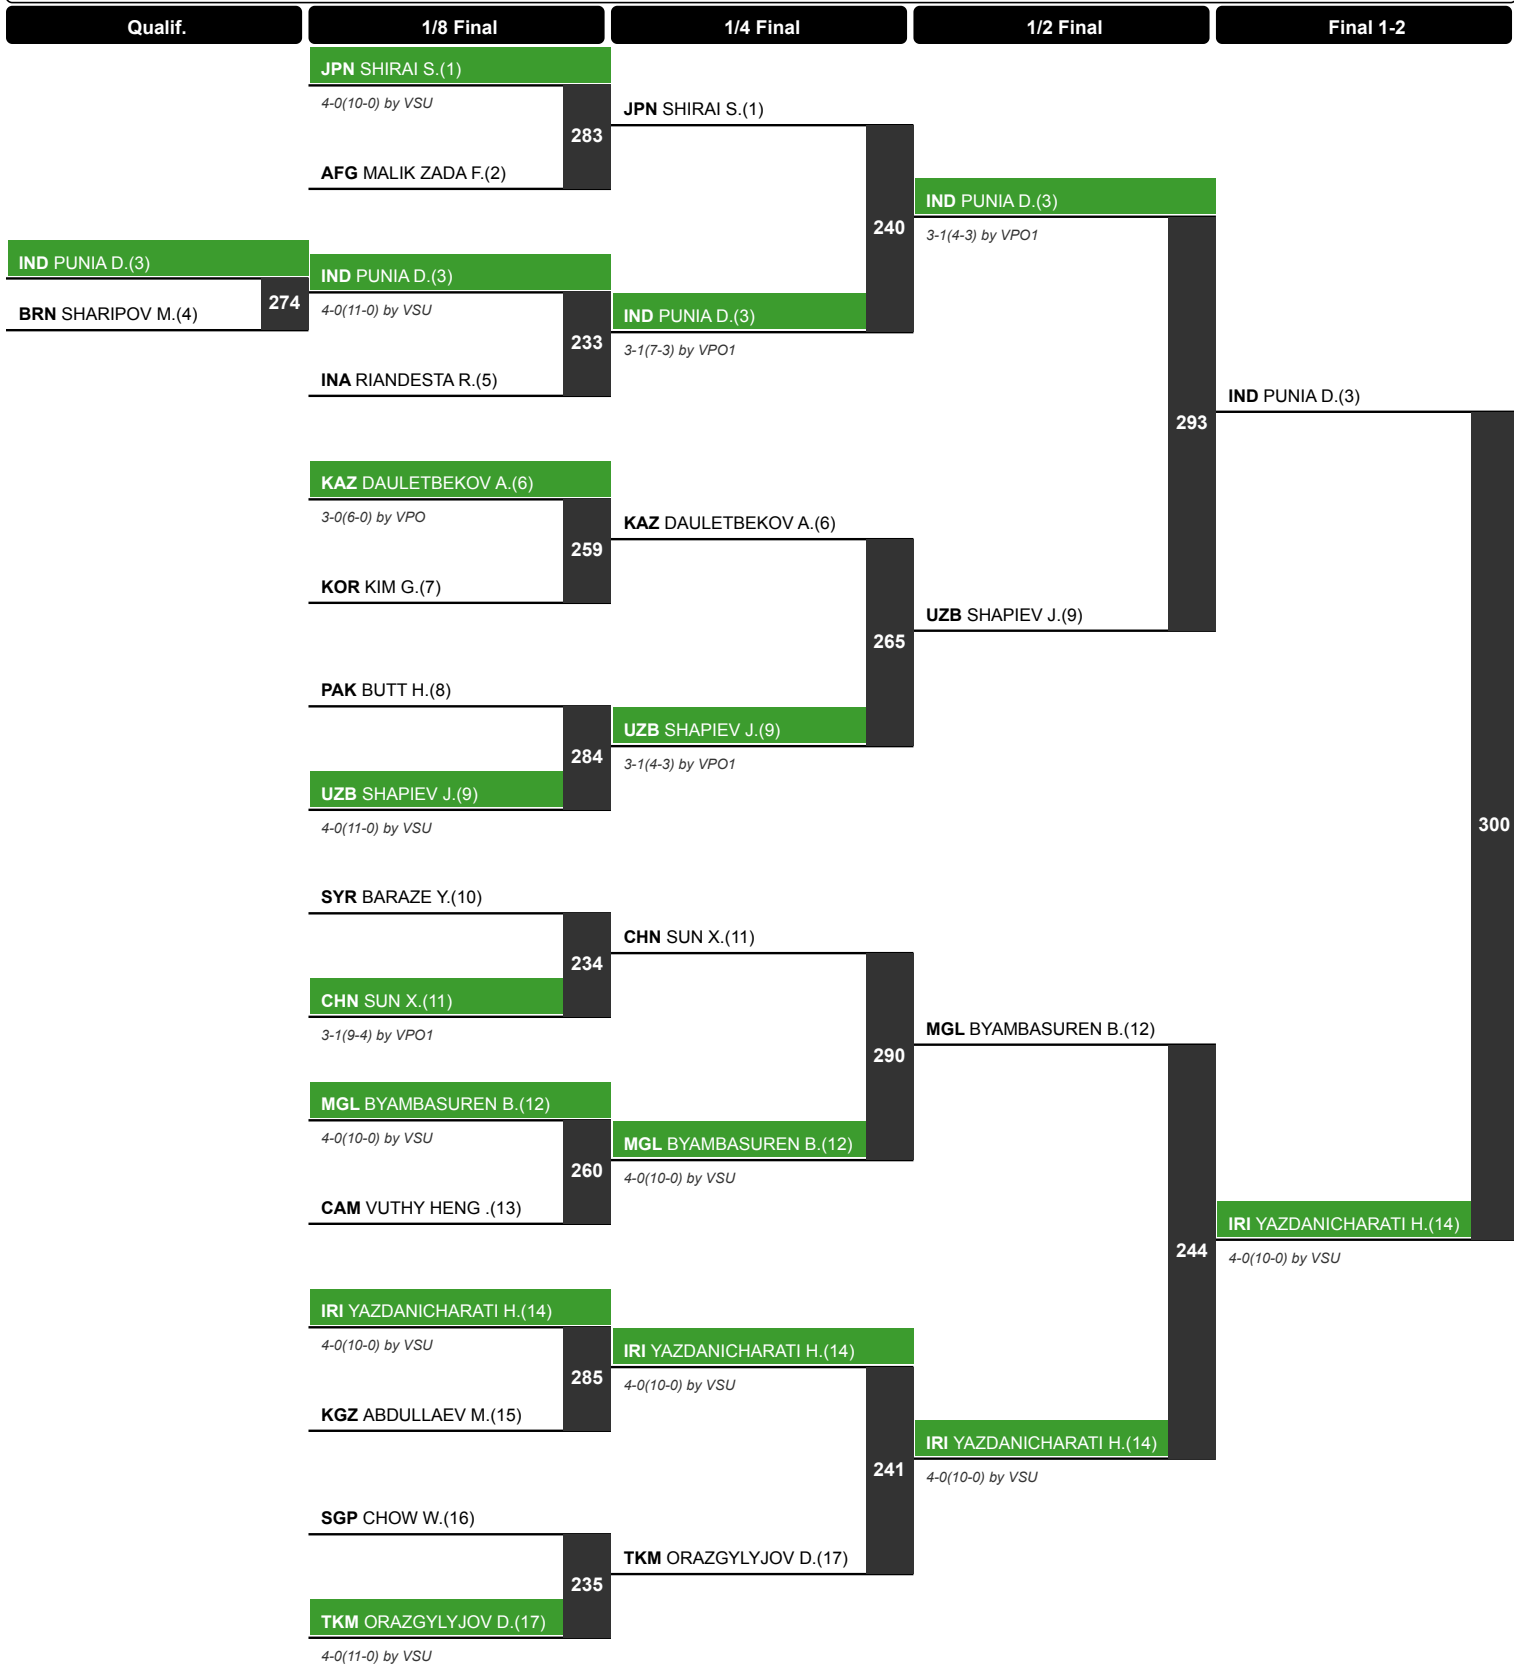 Qualif.
1/8 Final
1/4 Final
1/2 Final
Final 1-2
IND PUNIA D.(3)
274
BRN SHARIPOV M.(4)
JPN SHIRAI S.(1)
4-0(10-0) by VSU
283
AFG MALIK ZADA F.(2)
IND PUNIA D.(3)
4-0(11-0) by VSU
233
INA RIANDESTA R.(5)
KAZ DAULETBEKOV A.(6)
3-0(6-0) by VPO
259
KOR KIM G.(7)
PAK BUTT H.(8)
284
UZB SHAPIEV J.(9)
4-0(11-0) by VSU
SYR BARAZE Y.(10)
234
CHN SUN X.(11)
3-1(9-4) by VPO1
MGL BYAMBASUREN B.(12)
4-0(10-0) by VSU
260
CAM VUTHY HENG .(13)
IRI YAZDANICHARATI H.(14)
4-0(10-0) by VSU
285
KGZ ABDULLAEV M.(15)
SGP CHOW W.(16)
235
TKM ORAZGYLYJOV D.(17)
4-0(11-0) by VSU
JPN SHIRAI S.(1)
240
IND PUNIA D.(3)
3-1(7-3) by VPO1
KAZ DAULETBEKOV A.(6)
265
UZB SHAPIEV J.(9)
3-1(4-3) by VPO1
CHN SUN X.(11)
290
MGL BYAMBASUREN B.(12)
4-0(10-0) by VSU
IRI YAZDANICHARATI H.(14)
4-0(10-0) by VSU
241
TKM ORAZGYLYJOV D.(17)
IND PUNIA D.(3)
3-1(4-3) by VPO1
293
UZB SHAPIEV J.(9)
MGL BYAMBASUREN B.(12)
244
IRI YAZDANICHARATI H.(14)
4-0(10-0) by VSU
IND PUNIA D.(3)
300
IRI YAZDANICHARATI H.(14)
4-0(10-0) by VSU